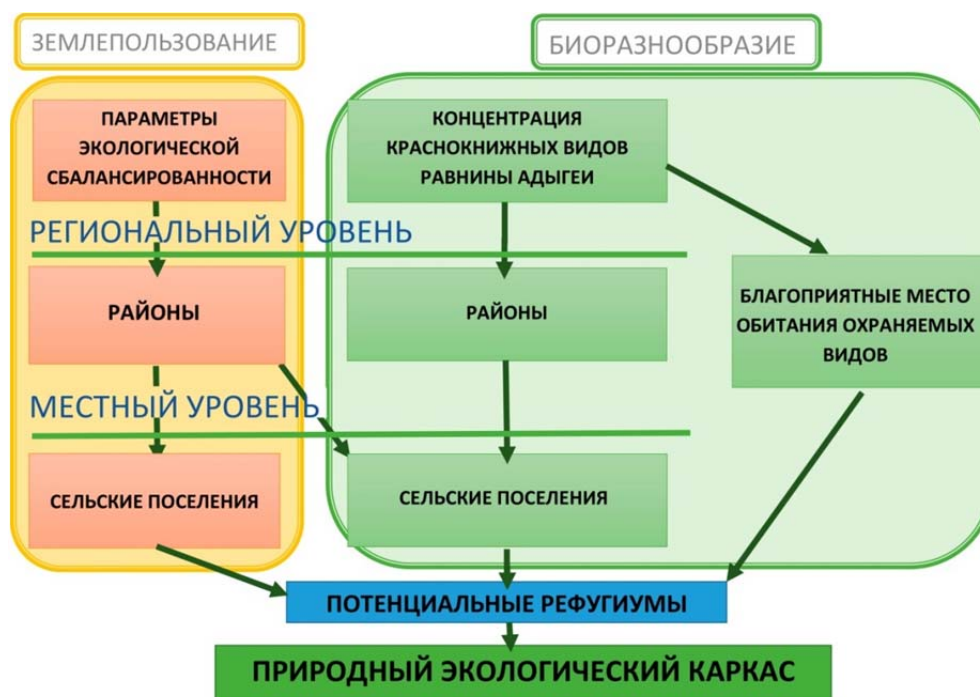 ЗЕМЛЕПОЛЬЗОВАНИЕ
БИОРАЗНООБРАЗИЕ
ПАРАМЕТРЫ
ЭКОЛОГИЧЕСКОЙ
СБАЛАНСИРОВАННОСТИ
КОНЦЕНТРАЦИЯ
КРАСНОКНИЖНЫХ ВИДОВ
РАВНИНЫ АДЫГЕИ
РЕГИОНАЛЬНЫЙ УРОВЕНЬ
РАЙОНЫ
РАЙОНЫ
БЛАГОПРИЯТНЫЕ МЕСТО
ОБИТАНИЯ ОХРАНЯЕМЫХ
ВИДОВ
МЕСТНЫЙ УРОВЕНЬ
СЕЛЬСКИЕ ПОСЕЛЕНИЯ
СЕЛЬСКИЕ ПОСЕЛЕНИЯ
ПОТЕНЦИАЛЬНЫЕ РЕФУГИУМЫ
ПРИРОДНЫЙ ЭКОЛОГИЧЕСКИЙ КАРКАС